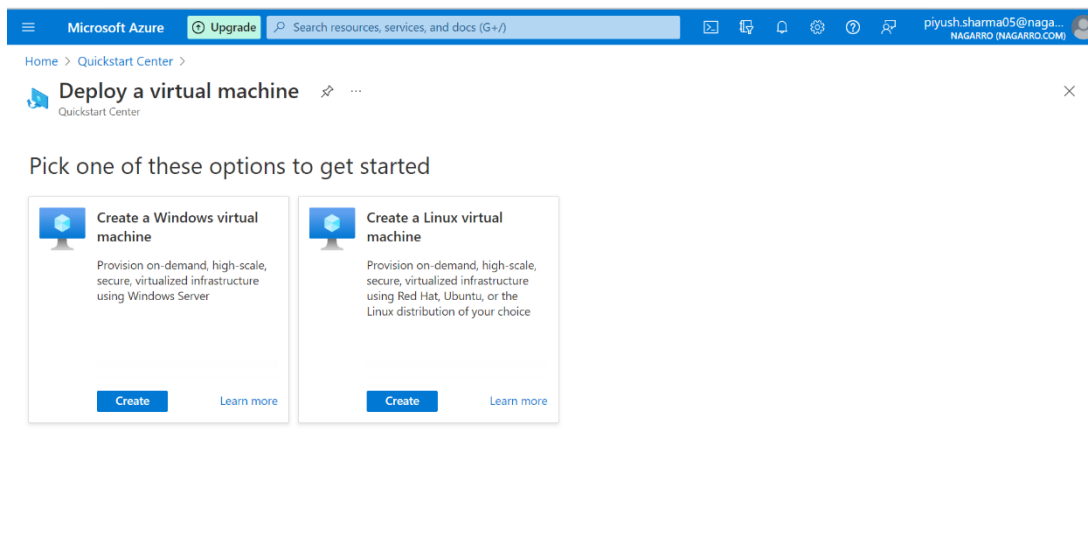 Microsoft Azure
Upgrade
Search resources, services, and docs (G+/)
piyush.sharma05@naga...
NAGARRO (NAGARRO.COM)
Home > Quickstart Center >
Deploy a virtual machine ...
Quickstart Center
Pick one of these options to get started
Create a Windows virtual
machine
Provision on-demand, high-scale,
secure, virtualized infrastructure
using Windows Server
Create
Learn more
Create a Linux virtual
machine
Provision on-demand, high-scale,
secure, virtualized infrastructure
using Red Hat, Ubuntu, or the
Linux distribution of your choice
Create
Learn more